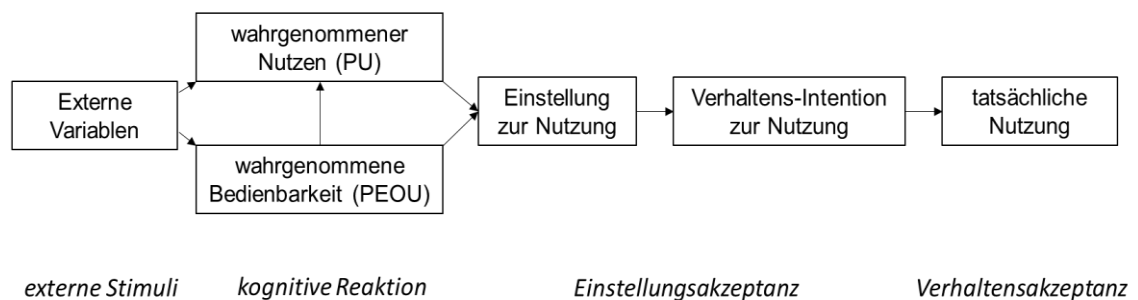 wahrgenommener
Nutzen (PU)
Externe
Variablen
wahrgenommene
Bedienbarkeit (PEOU)
Einstellung
zur Nutzung
Verhaltens-Intention
zur Nutzung
tatsächliche
Nutzung
externe Stimuli
kognitive Reaktion
Einstellungsakzeptanz
Verhaltensakzeptanz